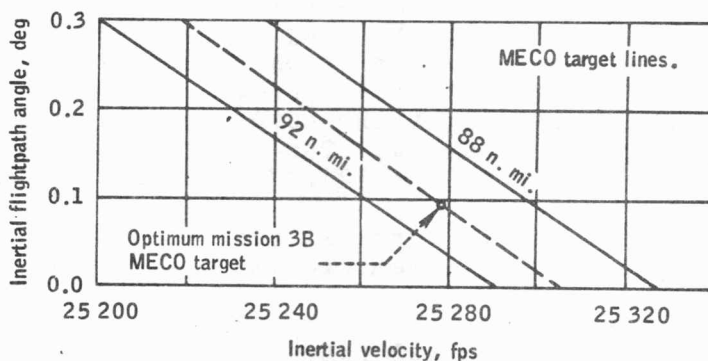 0.3
0.2
0.1
0.0
Inertial flightpath angle, deg
MECO target lines.
92 n. mi.
88 n. mi.
Optimum mission 3B
MECO target
25 200
25 240
25 280
25 320
Inertial velocity, fps